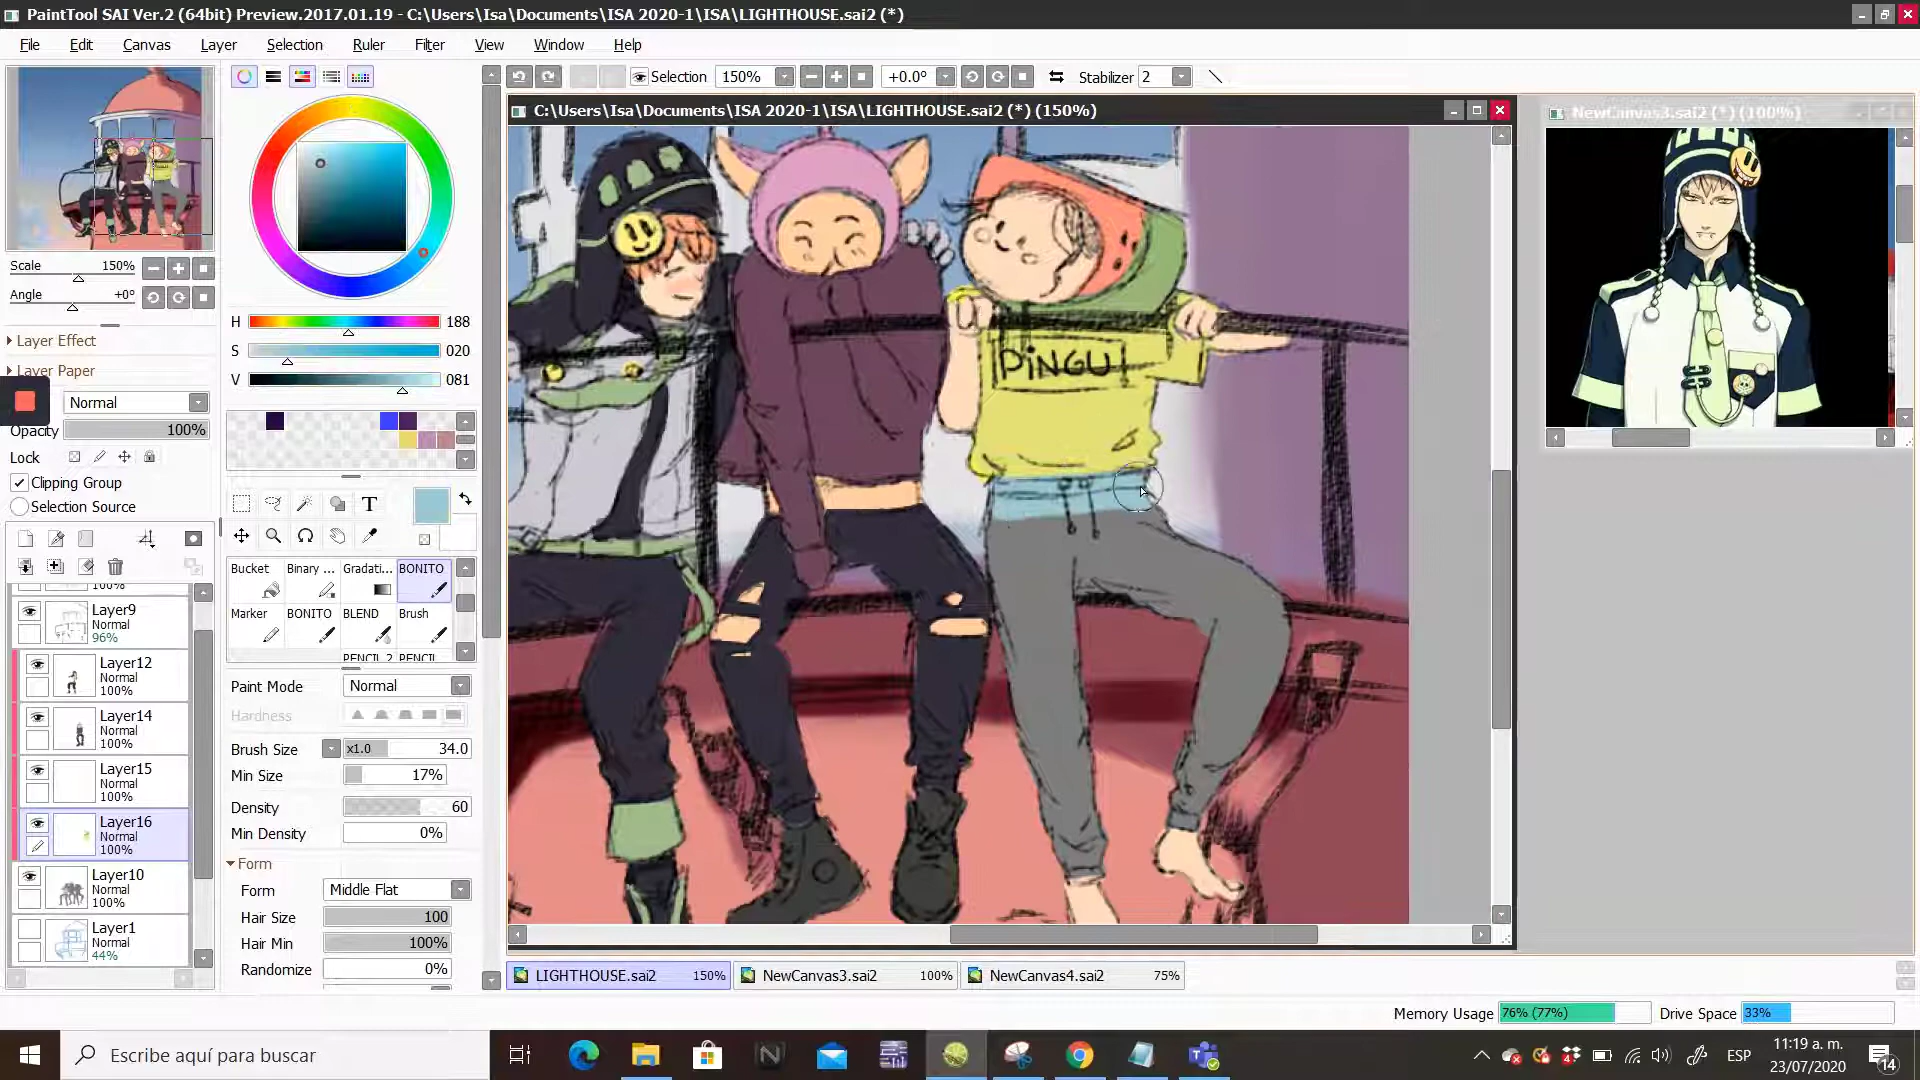 PaintTool SAI Ver.2 (64bit) Preview.2017.01.19 - C:\Users\Isa\Documents\ISA 2020-1\ISA\LIGHTHOUSE.sai2 (*)
File Edit Canvas Layer Selection Ruler Filter View Window Help
Selection 150% +0.0° Stabilizer 2
C:\Users\Isa\Documents\ISA 2020-1\ISA\LIGHTHOUSE.sai2 (*) (150%)
NewCanvas3.sai2 (*) (100%)
Scale 150%
Angle +0°
H 188
S 020
V 081
Layer Effect
Layer Paper
Normal
Opacity 100%
Lock
Clipping Group
Selection Source
T
Bucket Binary ... Gradati... BONITO
Marker BONITO BLEND Brush
PENCIL 2 PENCIL
100%
Layer9
Normal
96%
Layer12
Normal
100%
Layer14
Normal
100%
Layer15
Normal
100%
Layer16
Normal
100%
Layer10
Normal
100%
Layer1
Normal
44%
Paint Mode Normal
Hardness
Brush Size x1.0 34.0
Min Size 17%
Density 60
Min Density 0%
Form
Form Middle Flat
Hair Size 100
Hair Min 100%
Randomize 0%
PiNGU
LIGHTHOUSE.sai2 150% NewCanvas3.sai2 100% NewCanvas4.sai2 75%
Memory Usage 76% (77%) Drive Space 33%
Escribe aquí para buscar
ESP
11:19 a. m.
23/07/2020
14